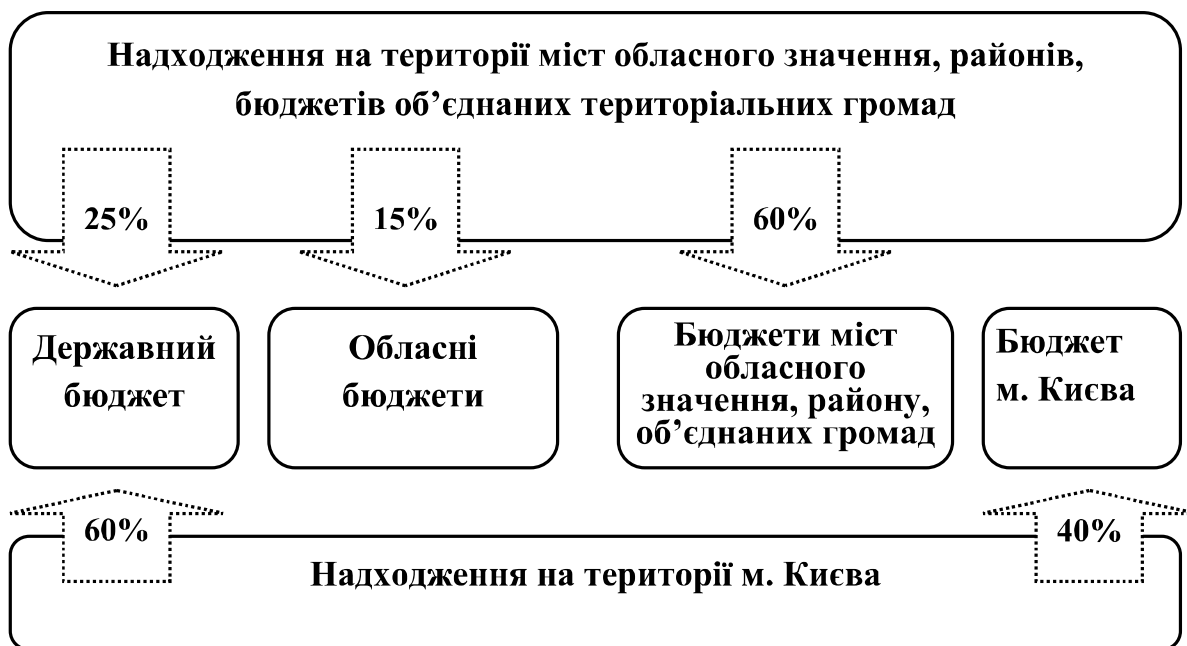 Надходження на території міст обласного значення, районів,
бюджетів об’єднаних територіальних громад
25%
15%
60%
Державний
бюджет
Обласні
бюджети
Бюджети міст
обласного
значення, району,
об’єднаних громад
Бюджет
м. Києва
60%
40%
Надходження на території м. Києва